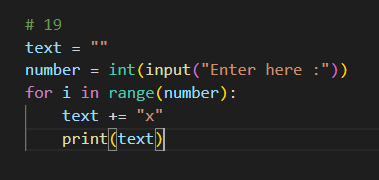 # 19
text = ""
number = int(input("Enter here :"))
for i in range(number):
    text += "x"
    print(text)